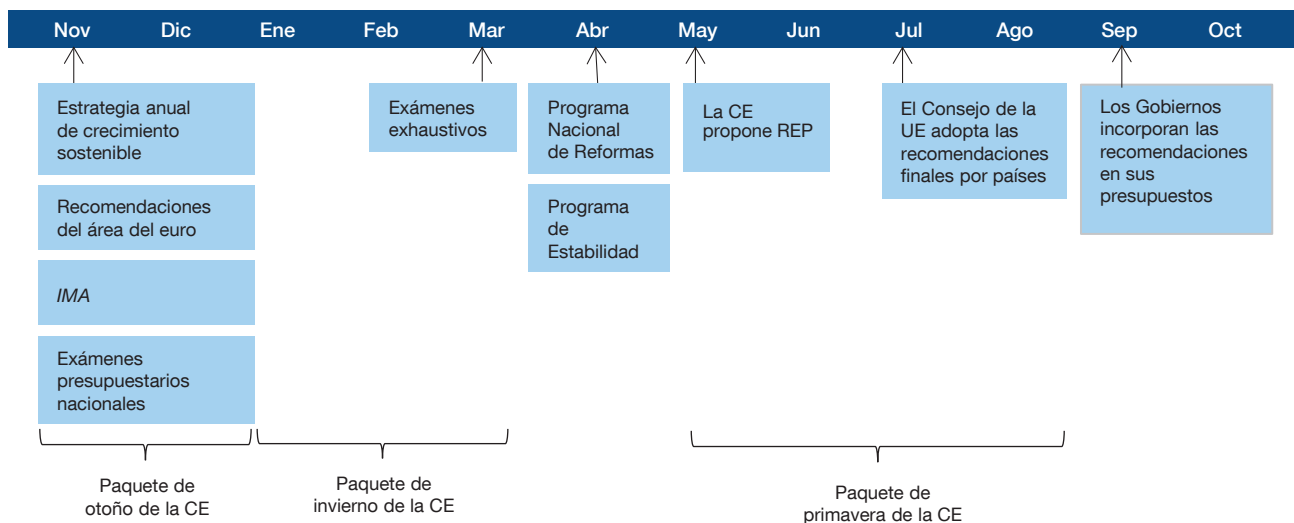 Nov Dic Ene Feb Mar Abr May Jun Jul Ago Sep Oct
Estrategia anual
de crecimiento
sostenible
Recomendaciones
del área del euro
IMA
Exámenes
presupuestarios
nacionales
Exámenes
exhaustivos
Programa
Nacional
de Reformas
Programa
de
Estabilidad
La CE
propone REP
El Consejo de la
UE adopta las
recomendaciones
finales por países
Los Gobiernos
incorporan las
recomendaciones
en sus
presupuestos
Paquete de
otoño de la CE
Paquete de
invierno de la CE
Paquete de
primavera de la CE